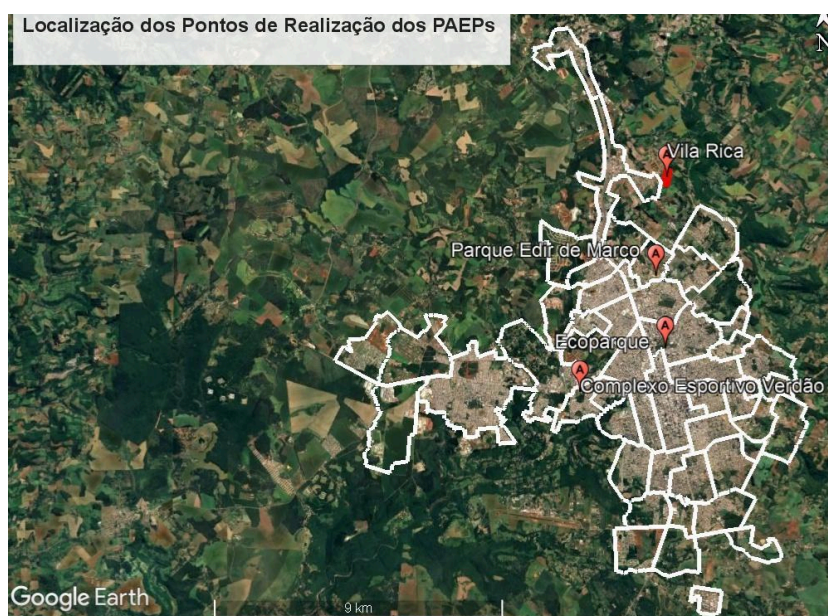 Localização dos Pontos de Realização dos PAEPs
N
A
Vila Rica
Parque Edir de Marco
A
A
Ecoparque
A
Complexo Esportivo Verdão
Google Earth
9 km